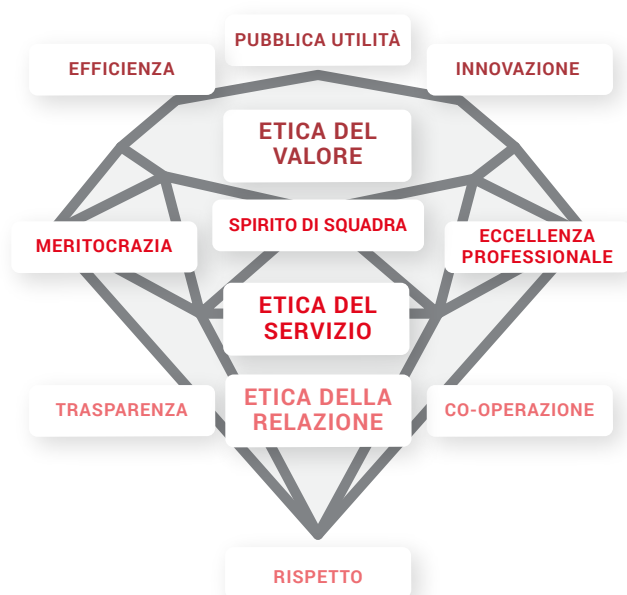 PUBBLICA UTILITÀ
EFFICIENZA
INNOVAZIONE
ETICA DEL
VALORE
SPIRITO DI SQUADRA
MERITOCRAZIA
ECCELLENZA
PROFESSIONALE
ETICA DEL
SERVIZIO
ETICA DELLA
RELAZIONE
TRASPARENZA
CO-OPERAZIONE
RISPETTO